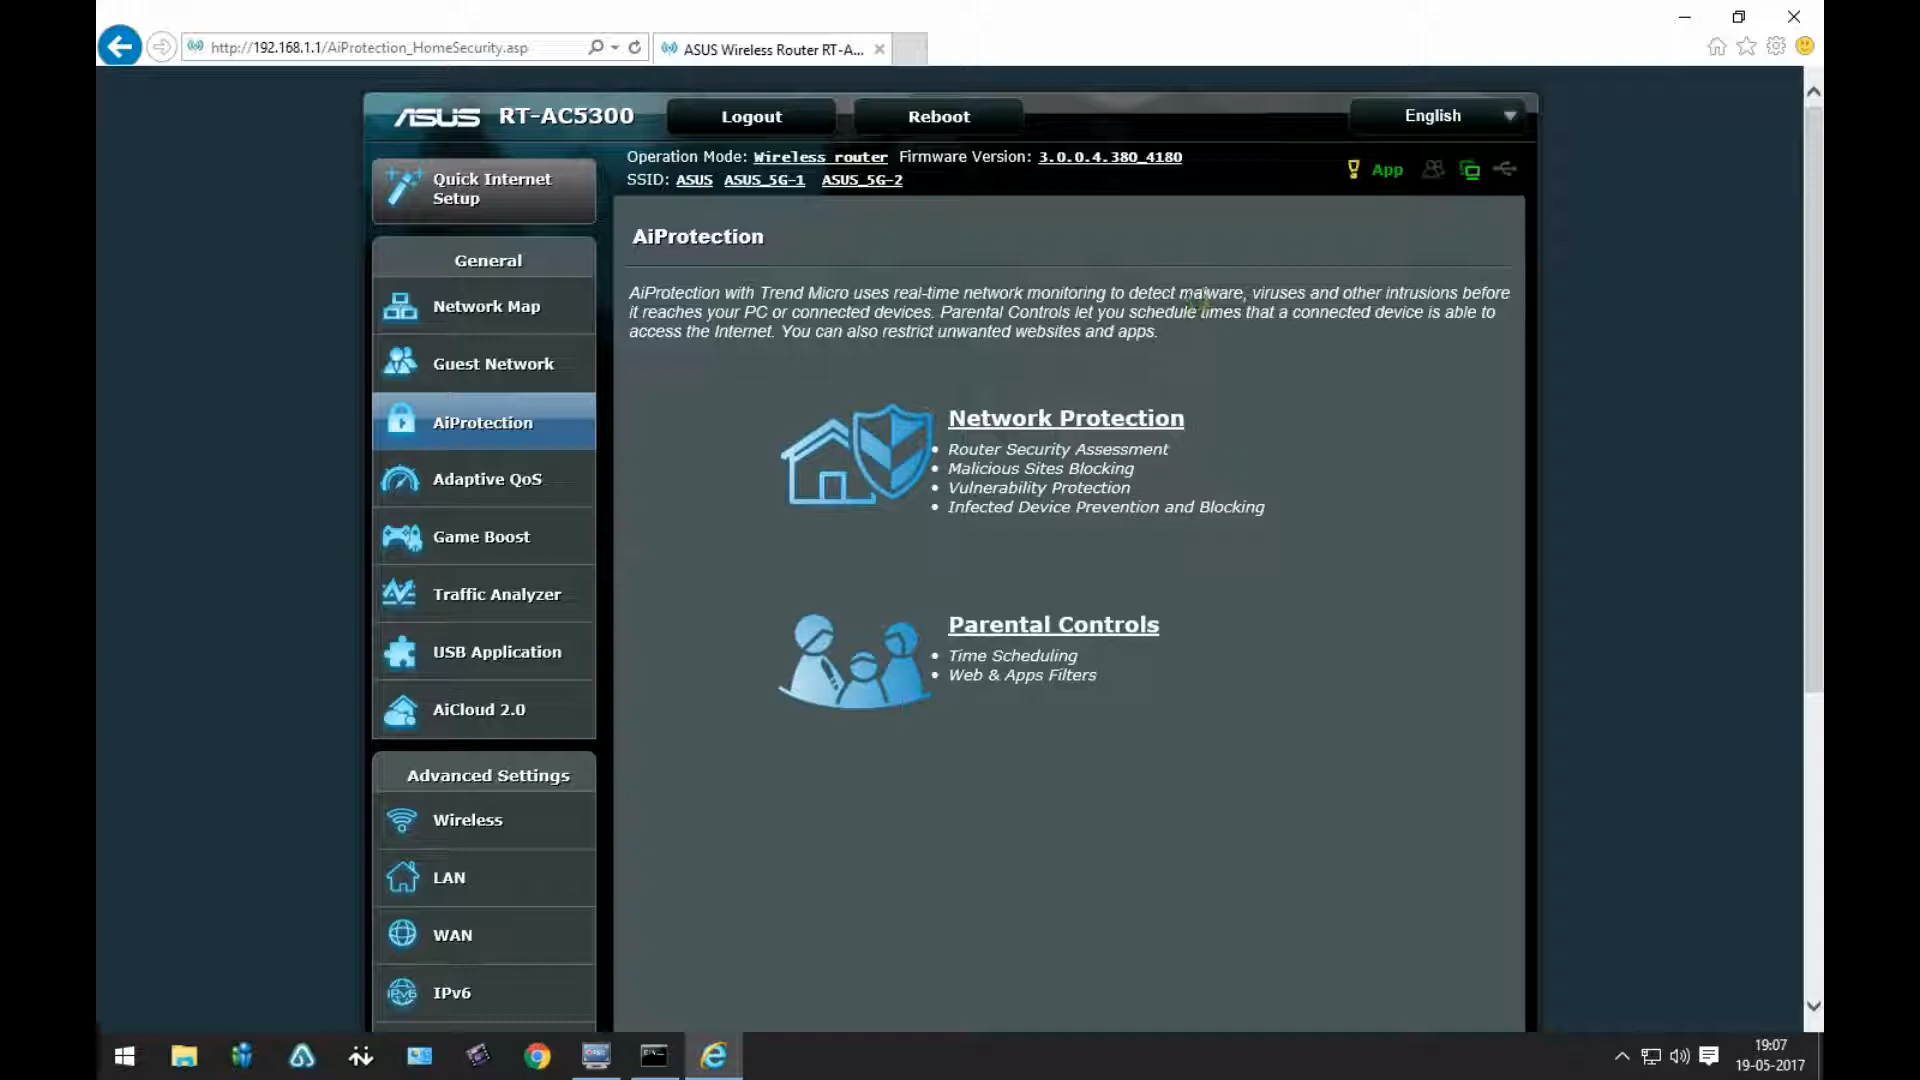 http://192.168.1.1/AiProtection_HomeSecurity.asp
ASUS Wireless Router RT-A...
ASUS RT-AC5300
Logout
Reboot
English
Operation Mode: Wireless router Firmware Version: 3.0.0.4.380_4180
SSID: ASUS ASUS_5G-1 ASUS_5G-2
App
Quick Internet
Setup
General
Network Map
Guest Network
AiProtection
Adaptive QoS
Game Boost
Traffic Analyzer
USB Application
AiCloud 2.0
Advanced Settings
Wireless
LAN
WAN
IPv6
IPv6
AiProtection
AiProtection with Trend Micro uses real-time network monitoring to detect malware, viruses and other intrusions before
it reaches your PC or connected devices. Parental Controls let you schedule times that a connected device is able to
access the Internet. You can also restrict unwanted websites and apps.
Network Protection
• Router Security Assessment
• Malicious Sites Blocking
• Vulnerability Protection
• Infected Device Prevention and Blocking
Parental Controls
• Time Scheduling
• Web & Apps Filters
19:07
19-05-2017